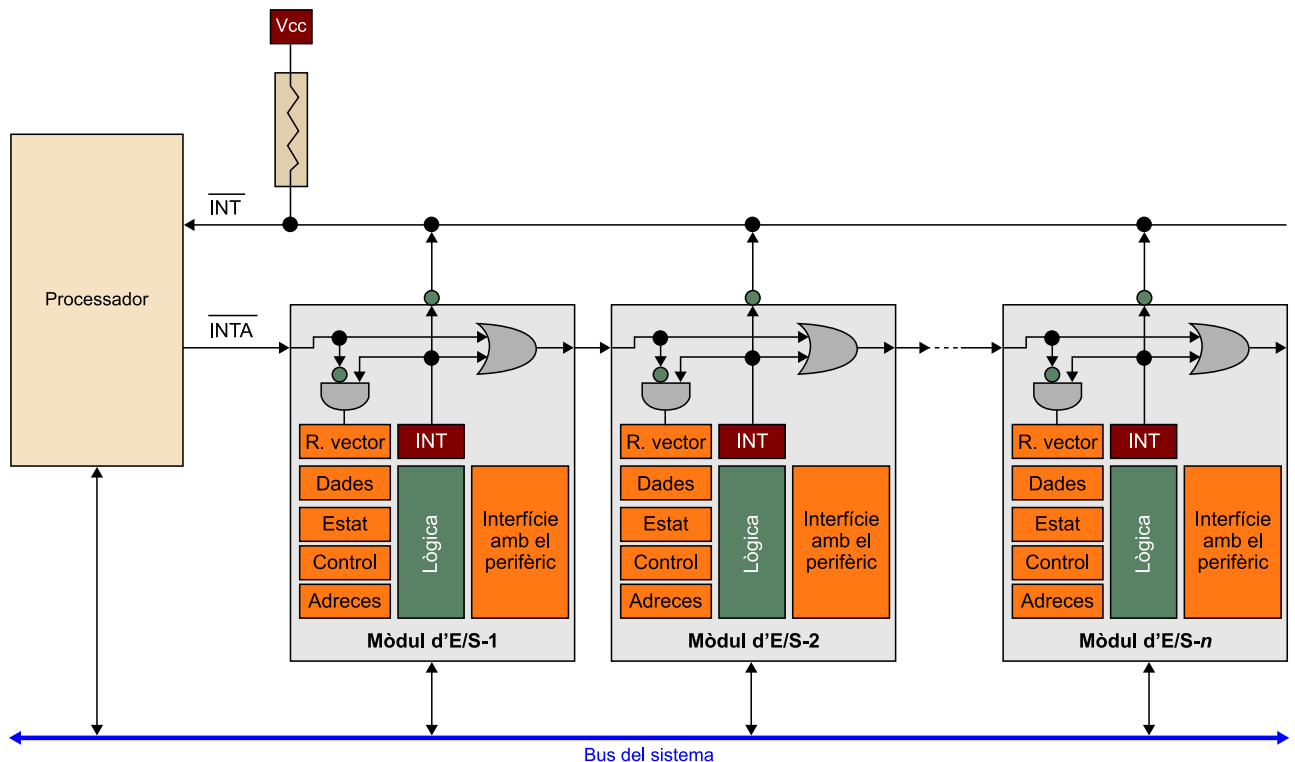 Vcc
INT
Processador
INTA
R. vector
INT
Dades
Estat
Control
Adreces
Lògica
Interfície
amb el
perifèric
Mòdul d'E/S-1
R. vector
INT
Dades
Estat
Control
Adreces
Lògica
Interfície
amb el
perifèric
Mòdul d'E/S-2
R. vector
INT
Dades
Estat
Control
Adreces
Lògica
Interfície
amb el
perifèric
Mòdul d'E/S-n
Bus del sistema